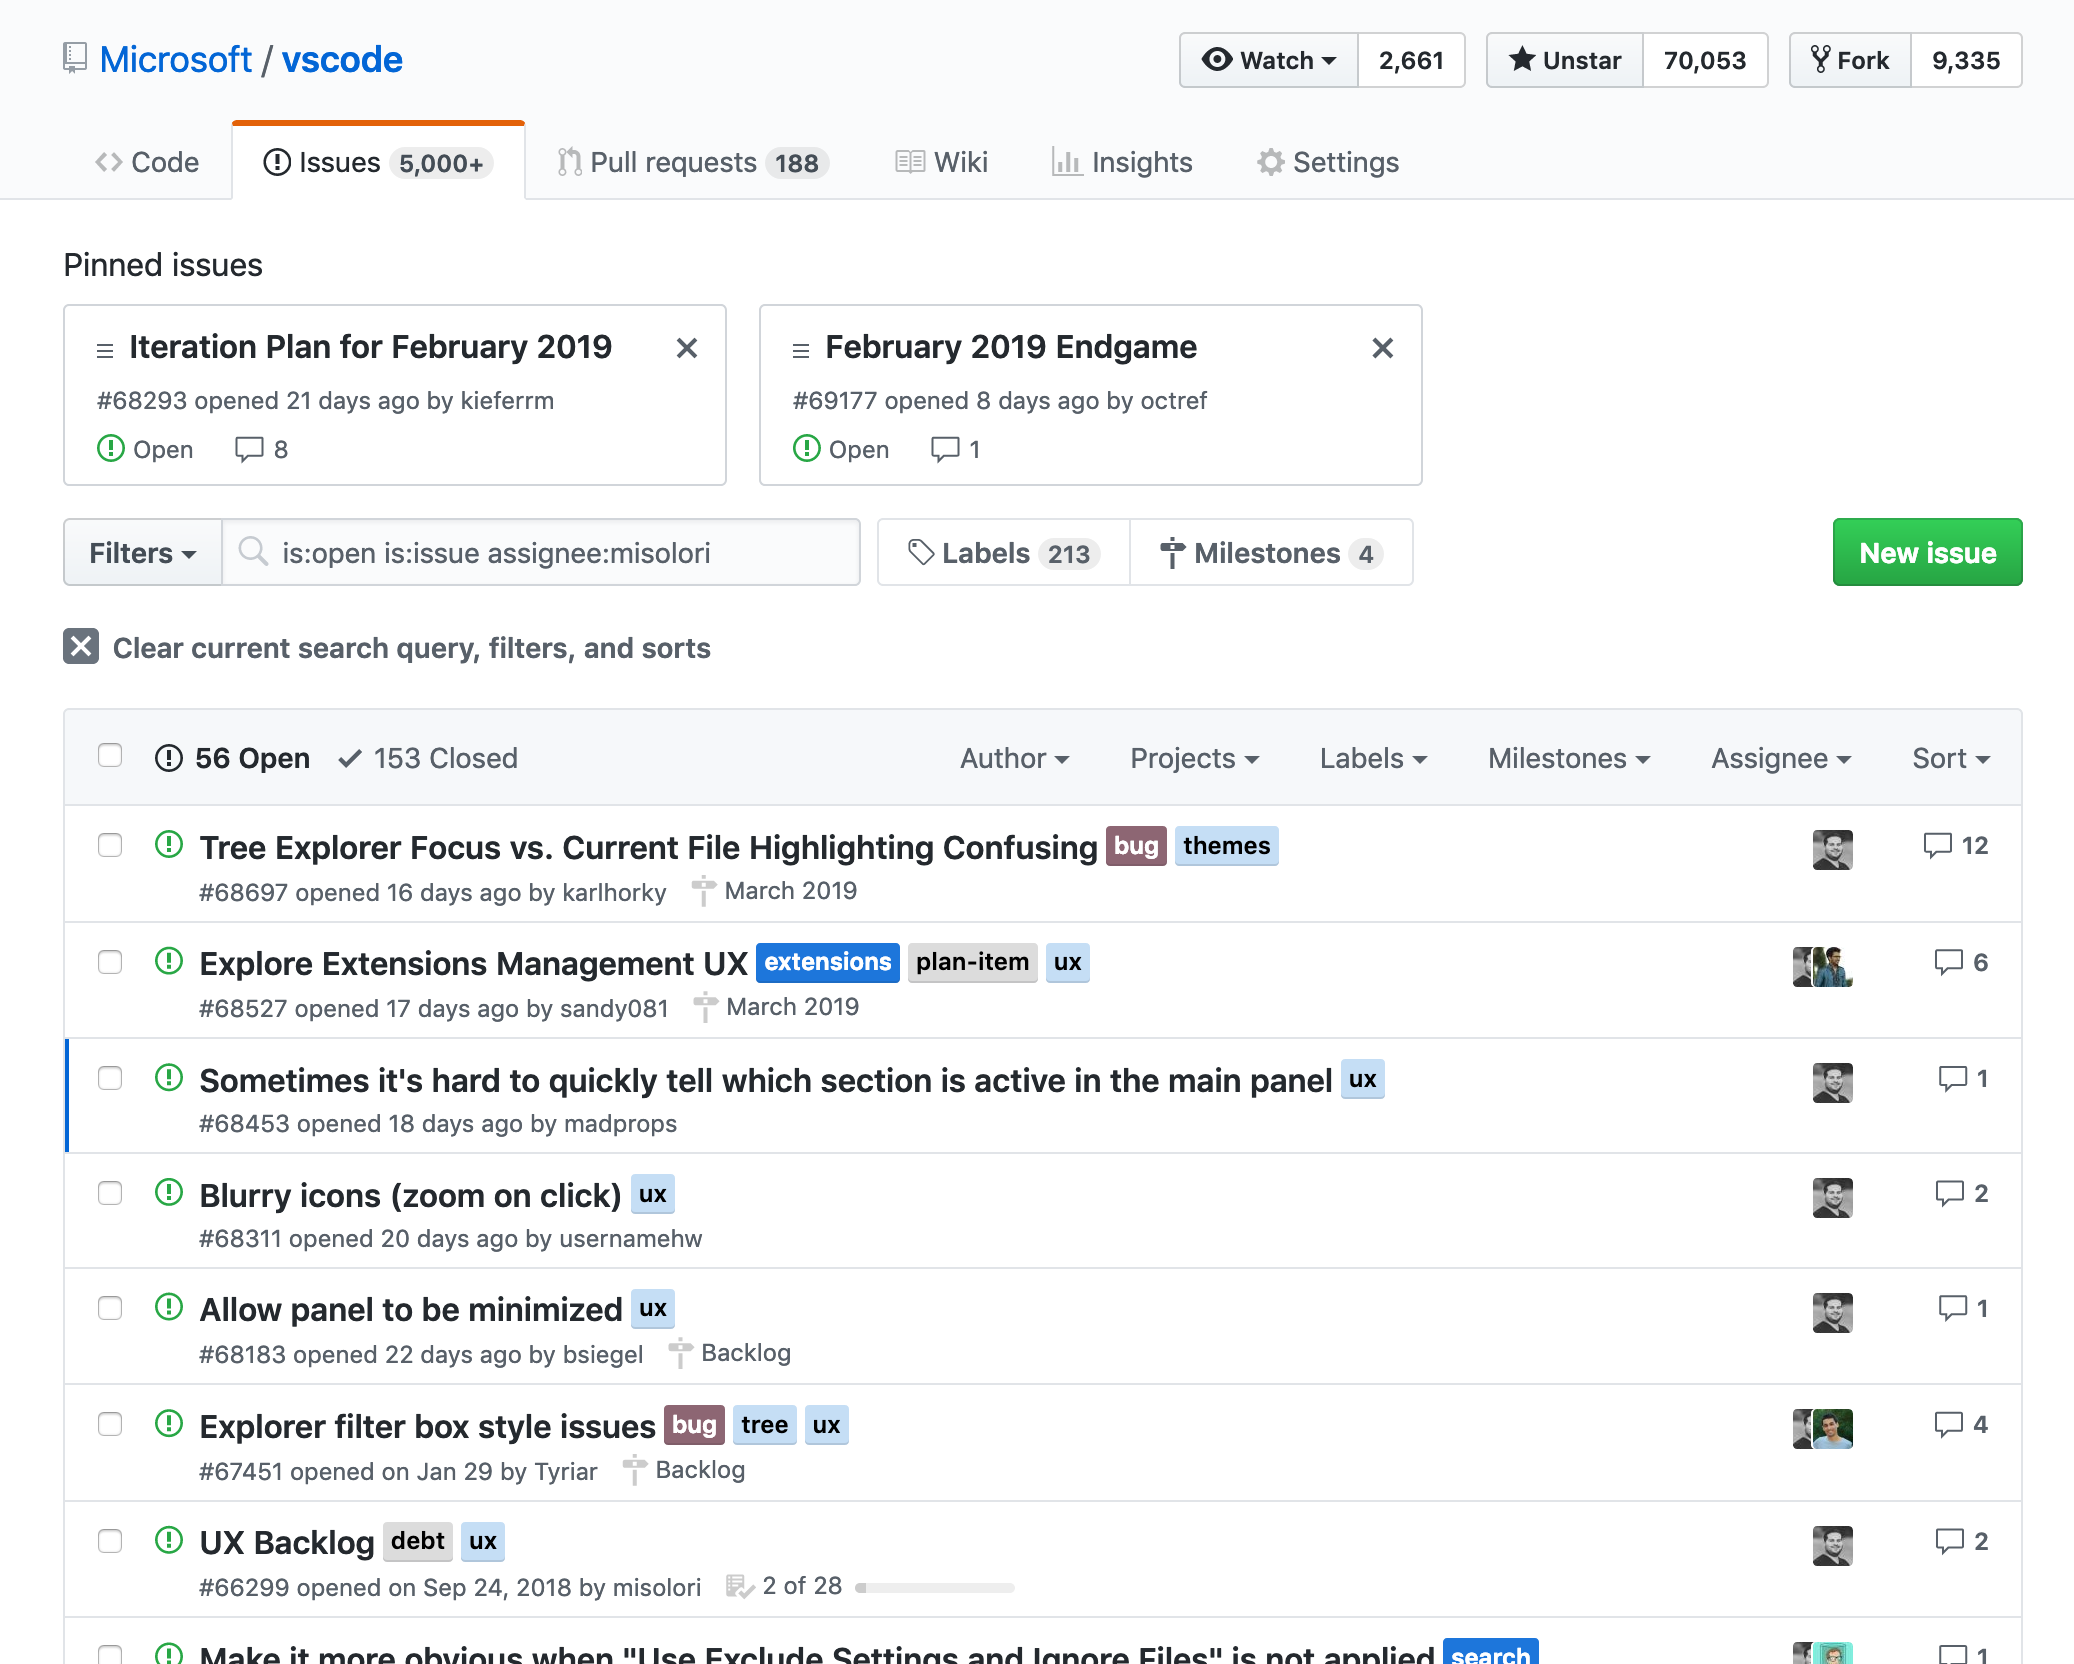 Microsoft / vscode
Watch 2,661 Unstar 70,053 Fork 9,335
Code Issues 5,000+ Pull requests 188 Wiki Insights Settings
Pinned issues
Iteration Plan for February 2019
#68293 opened 21 days ago by kieferrm
Open 8
February 2019 Endgame
#69177 opened 8 days ago by octref
Open 1
Filters is:open is:issue assignee:misolori Labels 213 Milestones 4 New issue
Clear current search query, filters, and sorts
56 Open 153 Closed Author Projects Labels Milestones Assignee Sort
Tree Explorer Focus vs. Current File Highlighting Confusing bug themes 12
#68697 opened 16 days ago by karlhorky March 2019
Explore Extensions Management UX extensions plan-item ux 6
#68527 opened 17 days ago by sandy081 March 2019
Sometimes it's hard to quickly tell which section is active in the main panel ux 1
#68453 opened 18 days ago by madprops
Blurry icons (zoom on click) ux 2
#68311 opened 20 days ago by usernamehw
Allow panel to be minimized ux 1
#68183 opened 22 days ago by bsiegel Backlog
Explorer filter box style issues bug tree ux 4
#67451 opened on Jan 29 by Tyriar Backlog
UX Backlog debt ux 2
#66299 opened on Sep 24, 2018 by misolori 2 of 28
Make it more obvious when "Use Exclude Settings and Ignore Files" is not applied search 1